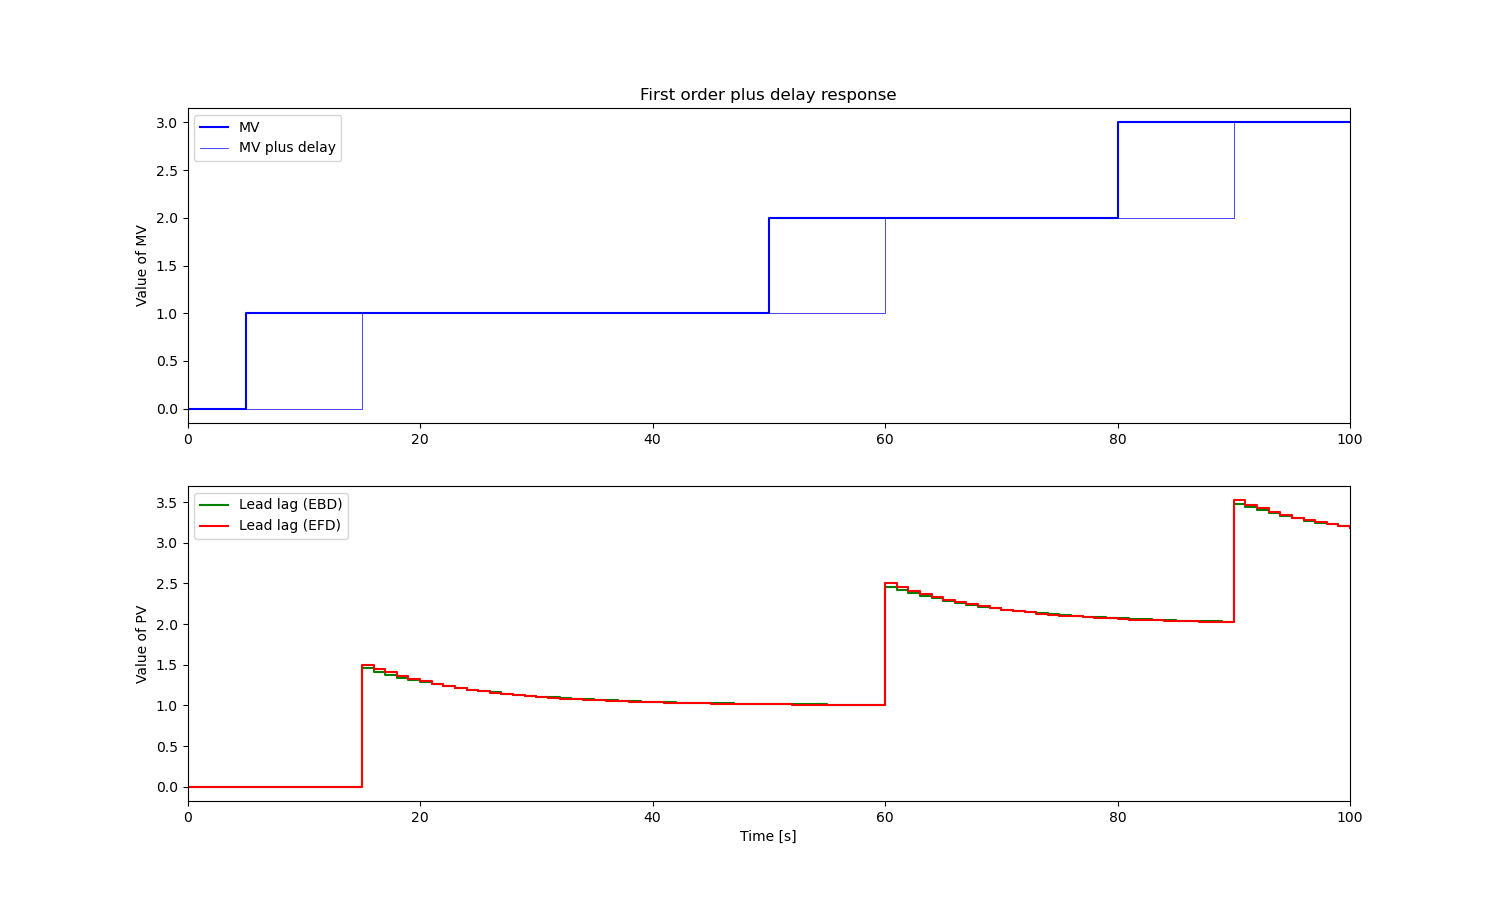 First order plus delay response
MV
MV plus delay
Value of MV
3.0
2.5
2.0
1.5
1.0
0.5
0.0
0 20 40 60 80 100
Lead lag (EBD)
Lead lag (EFD)
Value of PV
3.5
3.0
2.5
2.0
1.5
1.0
0.5
0.0
0 20 40 60 80 100
Time [s]